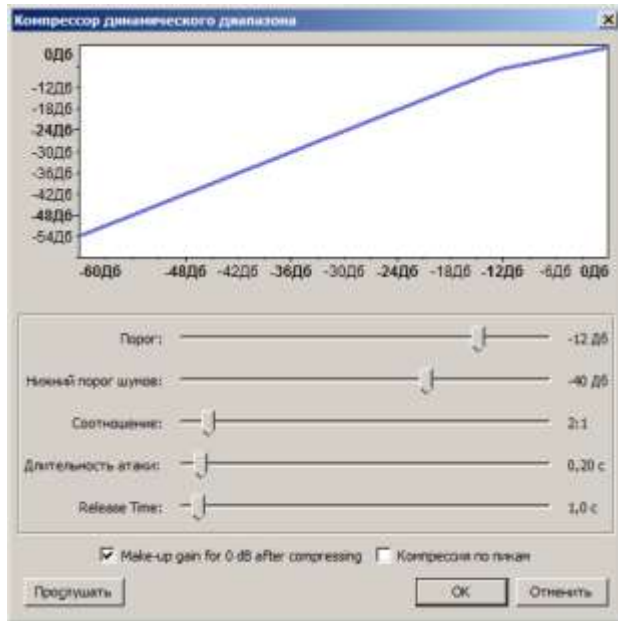 Компрессор динамического диапазона
0Дб
-12Дб
-18Дб
-24Дб
-30Дб
-36Дб
-42Дб
-48Дб
-54Дб
-60Дб -48Дб -42Дб -36Дб -30Дб -24Дб -18Дб -12Дб -6Дб 0Дб
Порог: -12 Дб
Нижний порог шумов: -40 Дб
Соотношение: 2:1
Длительность атаки: 0,20 с
Release Time: 1,0 с
Make-up gain for 0 dB after compressing Компрессия по пикам
Прослушать OK Отменить